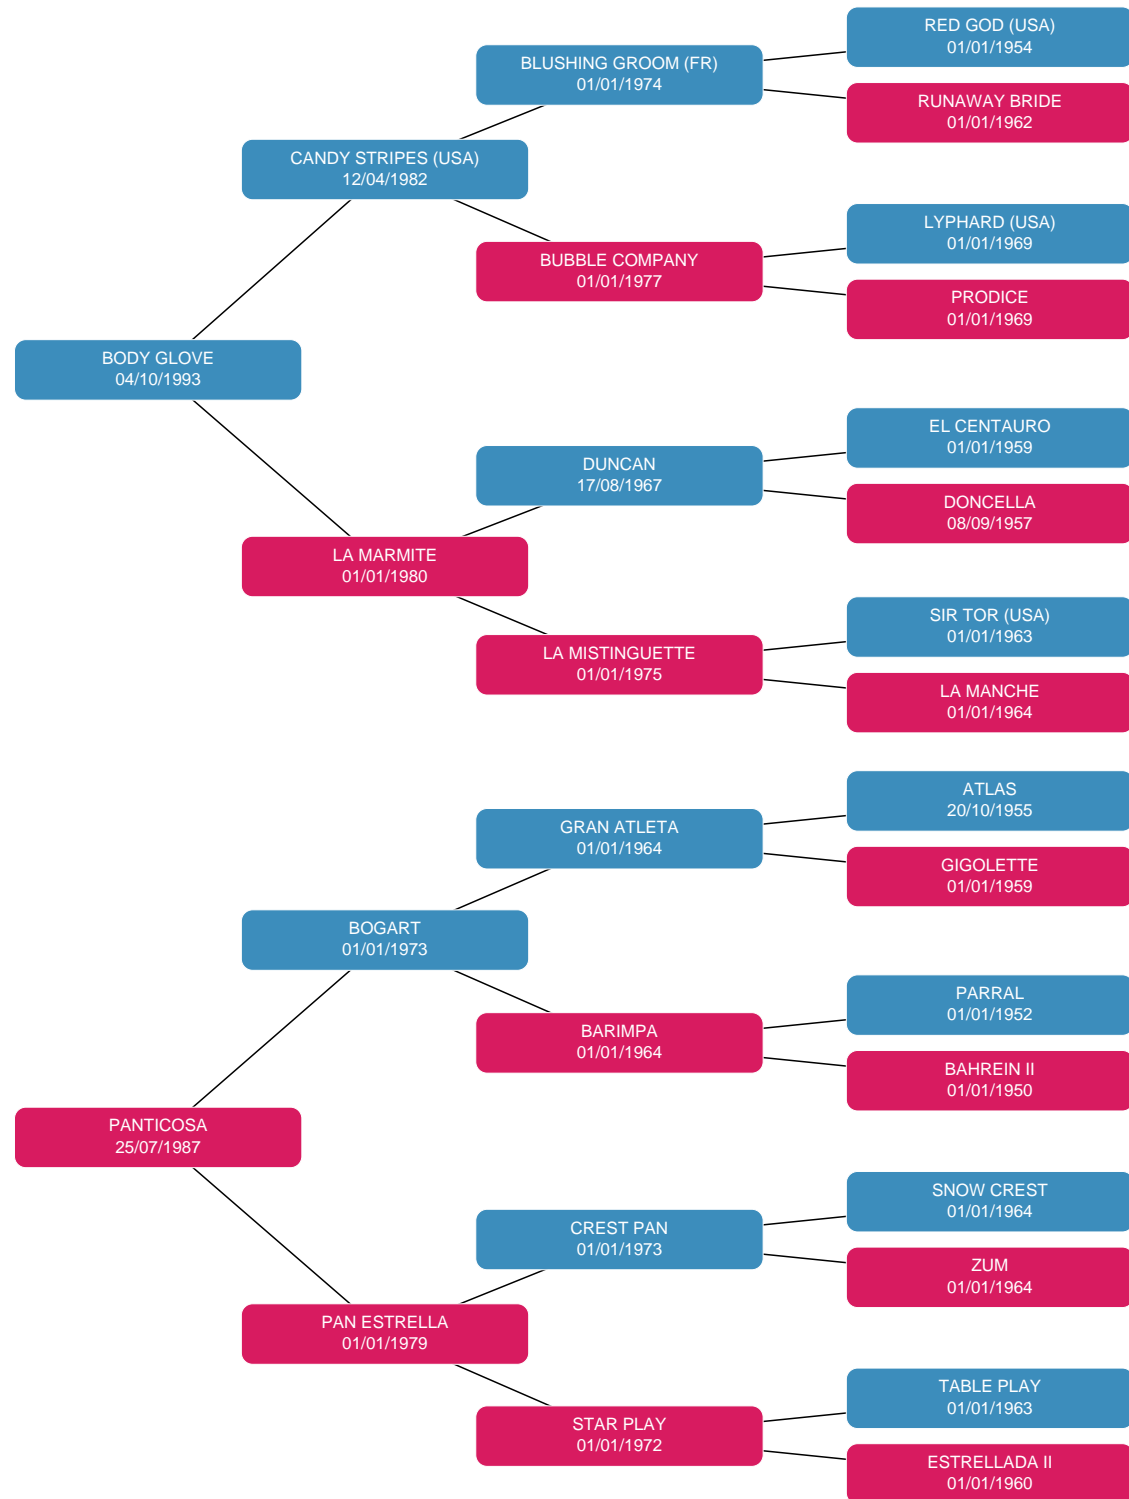 RED GOD (USA)
01/01/1954
BLUSHING GROOM (FR)
01/01/1974
RUNAWAY BRIDE
01/01/1962
CANDY STRIPES (USA)
12/04/1982
LYPHARD (USA)
01/01/1969
BUBBLE COMPANY
01/01/1977
PRODICE
01/01/1969
BODY GLOVE
04/10/1993
EL CENTAURO
01/01/1959
DUNCAN
17/08/1967
DONCELLA
08/09/1957
LA MARMITE
01/01/1980
SIR TOR (USA)
01/01/1963
LA MISTINGUETTE
01/01/1975
LA MANCHE
01/01/1964
ATLAS
20/10/1955
GRAN ATLETA
01/01/1964
GIGOLETTE
01/01/1959
BOGART
01/01/1973
PARRAL
01/01/1952
BARIMPA
01/01/1964
BAHREIN II
01/01/1950
PANTICOSA
25/07/1987
SNOW CREST
01/01/1964
CREST PAN
01/01/1973
ZUM
01/01/1964
PAN ESTRELLA
01/01/1979
TABLE PLAY
01/01/1963
STAR PLAY
01/01/1972
ESTRELLADA II
01/01/1960